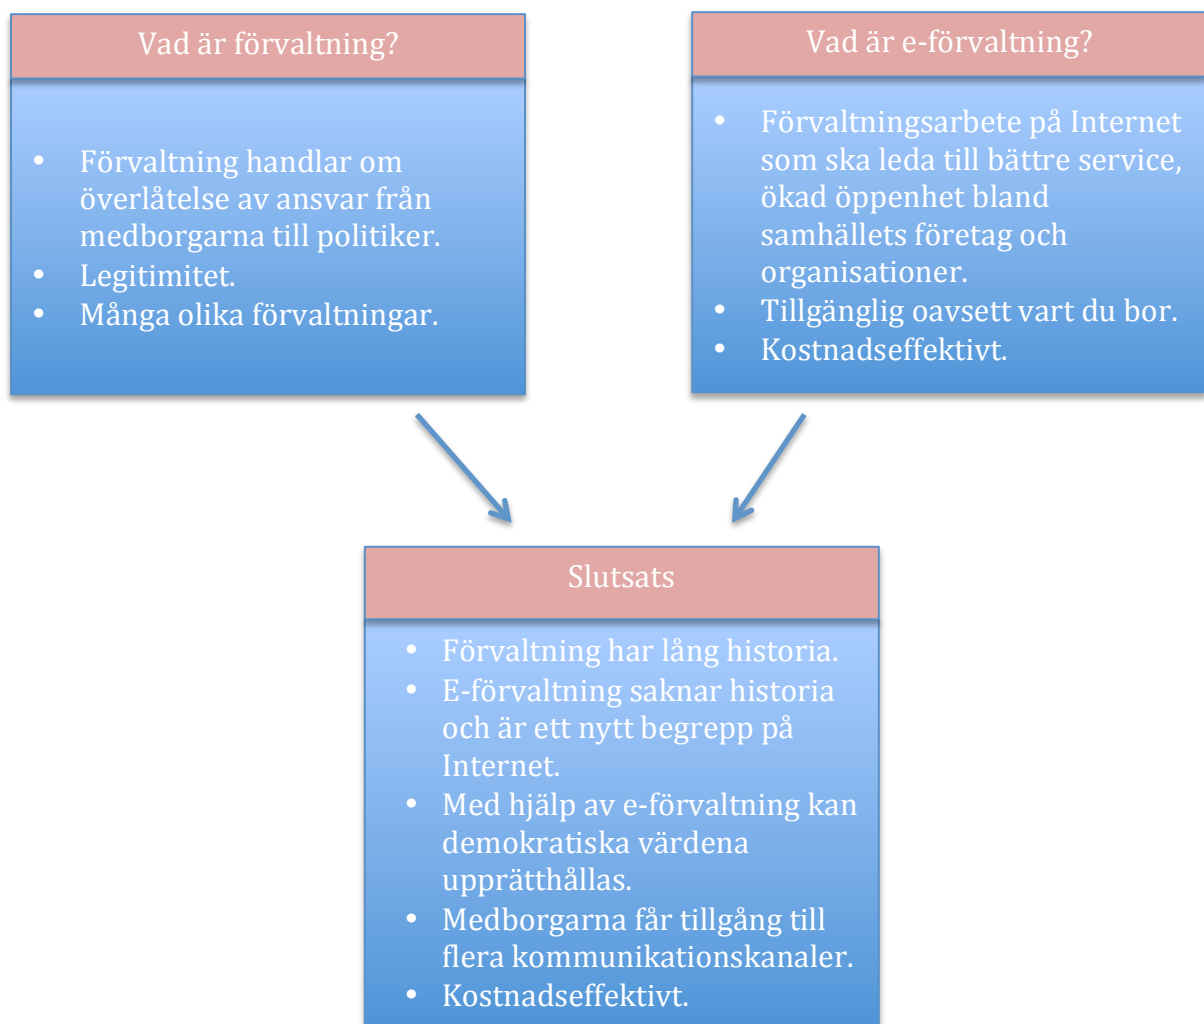 Vad är förvaltning?
• Förvaltning handlar om
överlåtelse av ansvar från
medborgarna till politiker.
• Legitimitet.
• Många olika förvaltningar.
Vad är e-förvaltning?
• Förvaltningsarbete på Internet
som ska leda till bättre service,
ökad öppenhet bland
samhällets företag och
organisationer.
• Tillgänglig oavsett vart du bor.
• Kostnadseffektivt.
Slutsats
• Förvaltning har lång historia.
• E-förvaltning saknar historia
och är ett nytt begrepp på
Internet.
• Med hjälp av e-förvaltning kan
demokratiska värdena
upprätthållas.
• Medborgarna får tillgång till
flera kommunikationskanaler.
• Kostnadseffektivt.